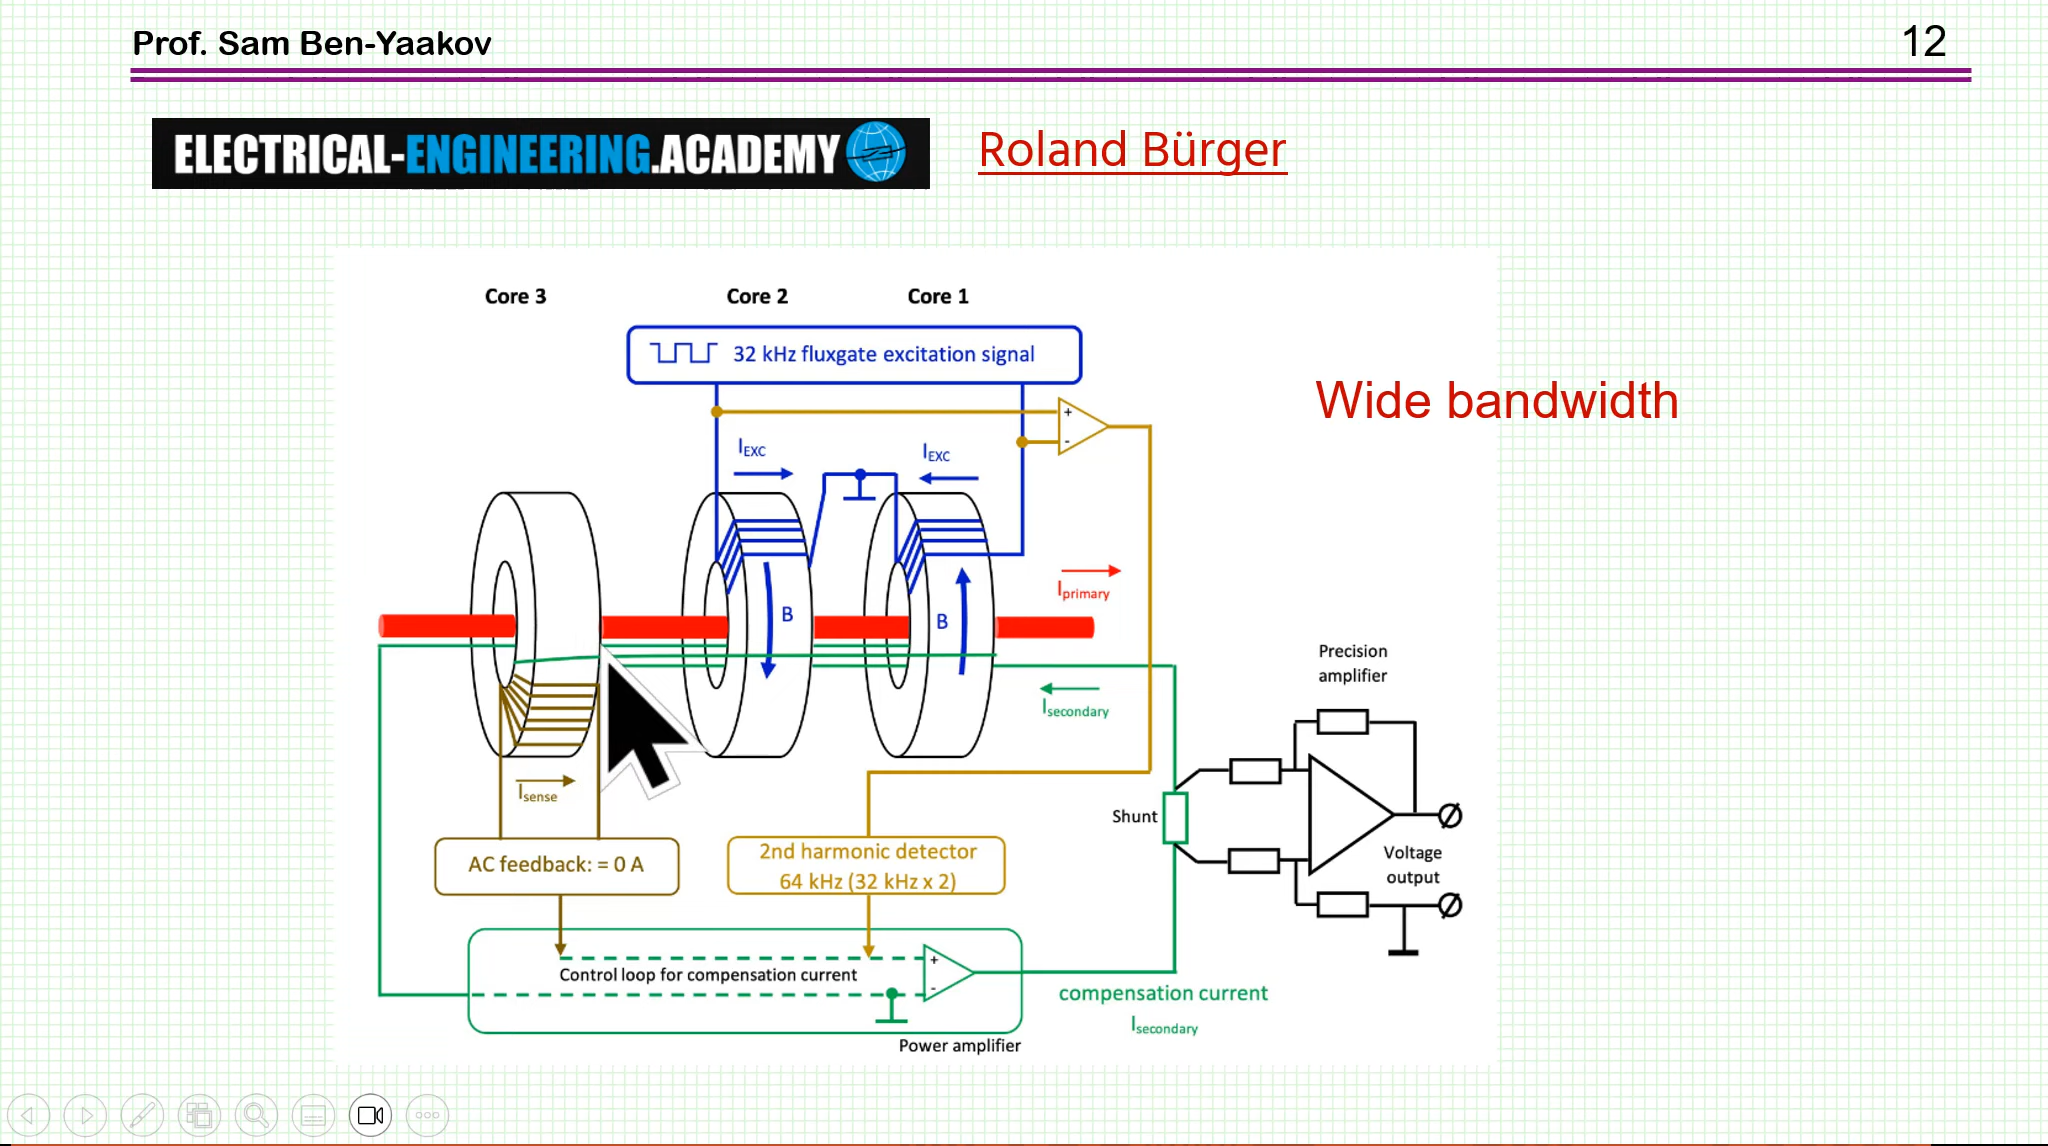 Prof. Sam Ben-Yaakov
12
ELECTRICAL-ENGINEERING.ACADEMY
Roland Bürger
Core 3
Core 2
Core 1
32 kHz fluxgate excitation signal
Wide bandwidth
+
-
IEXC
IEXC
B
B
Iprimary
Isecondary
Precision
amplifier
Isense
Shunt
AC feedback: = 0 A
2nd harmonic detector
64 kHz (32 kHz x 2)
Voltage
output
Control loop for compensation current
+
-
compensation current
Isecondary
Power amplifier